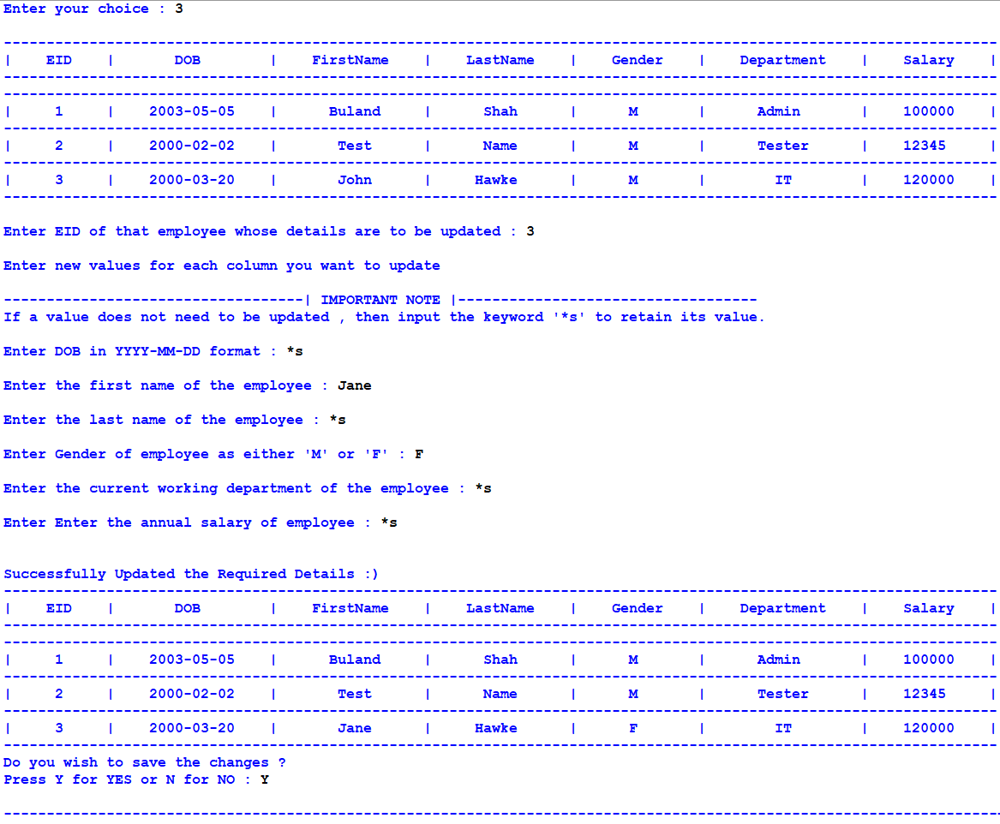 Enter your choice : 3
--------------------------------------------------------------------------------------------------------------------
|    EID    |       DOB        |    FirstName    |    LastName    |    Gender    |    Department    |    Salary    |
--------------------------------------------------------------------------------------------------------------------
--------------------------------------------------------------------------------------------------------------------
|     1     |    2003-05-05    |      Buland     |      Shah      |      M       |      Admin       |    100000    |
--------------------------------------------------------------------------------------------------------------------
|     2     |    2000-02-02    |       Test      |      Name      |      M       |      Tester      |    12345     |
--------------------------------------------------------------------------------------------------------------------
|     3     |    2000-03-20    |       John      |     Hawke      |      M       |        IT        |    120000    |
--------------------------------------------------------------------------------------------------------------------
Enter EID of that employee whose details are to be updated : 3
Enter new values for each column you want to update
-----------------------------------| IMPORTANT NOTE |-----------------------------------
If a value does not need to be updated , then input the keyword '*s' to retain its value.
Enter DOB in YYYY-MM-DD format : *s
Enter the first name of the employee : Jane
Enter the last name of the employee : *s
Enter Gender of employee as either 'M' or 'F' : F
Enter the current working department of the employee : *s
Enter Enter the annual salary of employee : *s
Successfully Updated the Required Details :)
--------------------------------------------------------------------------------------------------------------------
|    EID    |       DOB        |    FirstName    |    LastName    |    Gender    |    Department    |    Salary    |
--------------------------------------------------------------------------------------------------------------------
--------------------------------------------------------------------------------------------------------------------
|     1     |    2003-05-05    |      Buland     |      Shah      |      M       |      Admin       |    100000    |
--------------------------------------------------------------------------------------------------------------------
|     2     |    2000-02-02    |       Test      |      Name      |      M       |      Tester      |    12345     |
--------------------------------------------------------------------------------------------------------------------
|     3     |    2000-03-20    |       Jane      |     Hawke      |      F       |        IT        |    120000    |
--------------------------------------------------------------------------------------------------------------------
Do you wish to save the changes ?
Press Y for YES or N for NO : Y
---------------------------------------------------------------------------------------------------------------------